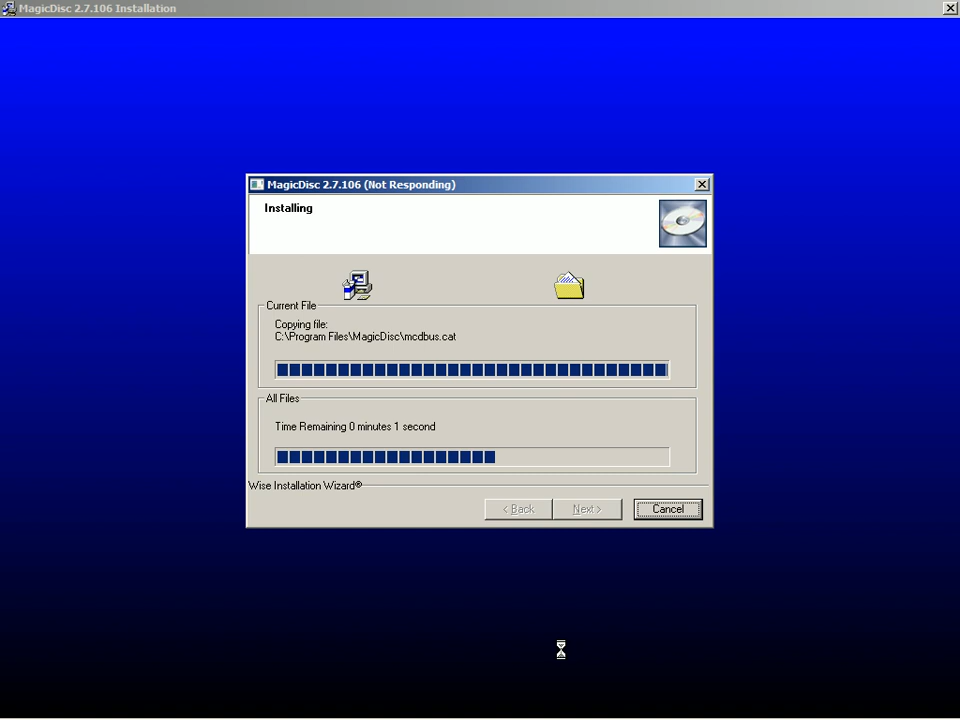 MagicDisc 2.7.106 Installation
MagicDisc 2.7.106 (Not Responding)
Installing
Current File
Copying file:
C:\Program Files\MagicDisc\mcdbus.cat
All Files
Time Remaining 0 minutes 1 second
Wise Installation Wizard®
< Back Next > Cancel